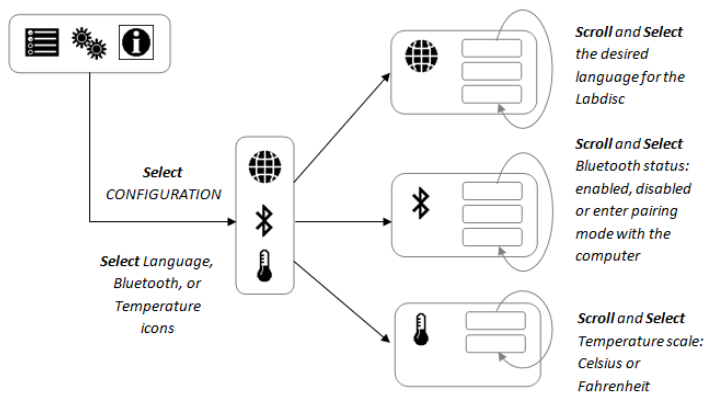 Scroll and Select
the desired
language for the
Labdisc
Select
CONFIGURATION
Scroll and Select
Bluetooth status:
enabled, disabled
or enter pairing
mode with the
computer
Select Language,
Bluetooth, or
Temperature
icons
Scroll and Select
Temperature scale:
Celsius or
Fahrenheit